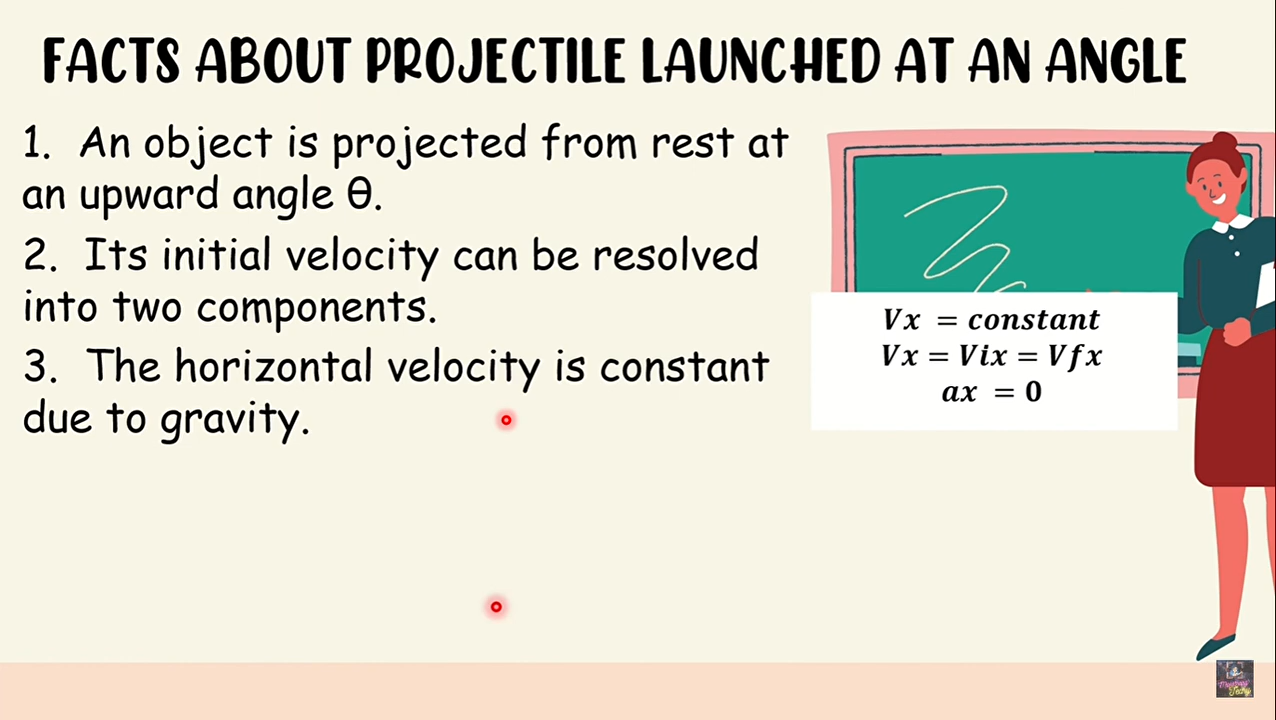 FACTS ABOUT PROJECTILE LAUNCHED AT AN ANGLE
1. An object is projected from rest at
an upward angle θ.
2. Its initial velocity can be resolved
into two components.
3. The horizontal velocity is constant
due to gravity.
Vx = constant
Vx = Vix = Vfx
ax = 0